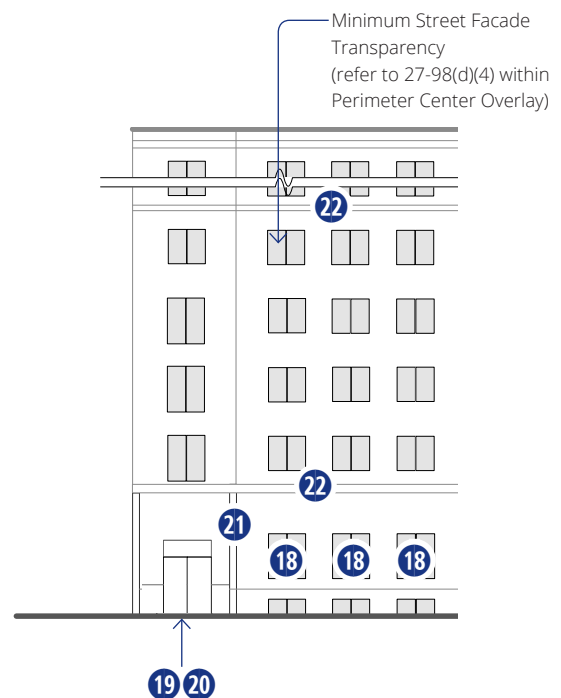 Minimum Street Facade
Transparency
(refer to 27-98(d)(4) within
Perimeter Center Overlay)
22
22
21
18 18 18
19 20